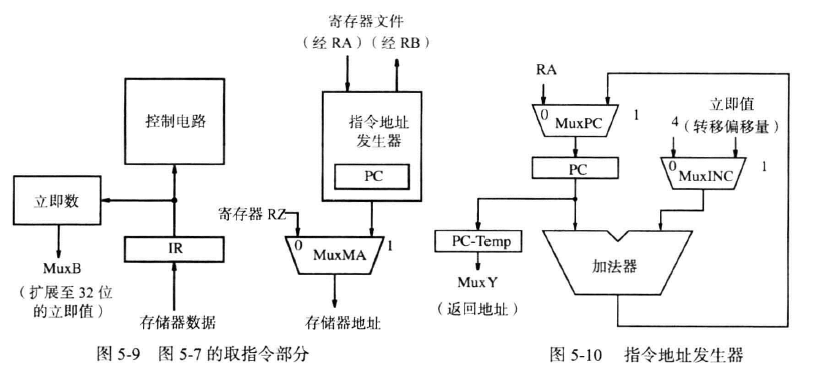 寄存器文件
（经 RA）（经 RB）
控制电路
指令地址
发生器
PC
立即数
寄存器 RZ
0
MuxMA
1
IR
MuxB
（扩展至 32 位
的立即值）
存储器数据
存储器地址
图 5-9 图 5-7 的取指令部分
RA
0
MuxPC
1
立即值
4
（转移偏移量）
PC
0
MuxINC
1
PC-Temp
加法器
MuxY
（返回地址）
图 5-10 指令地址发生器